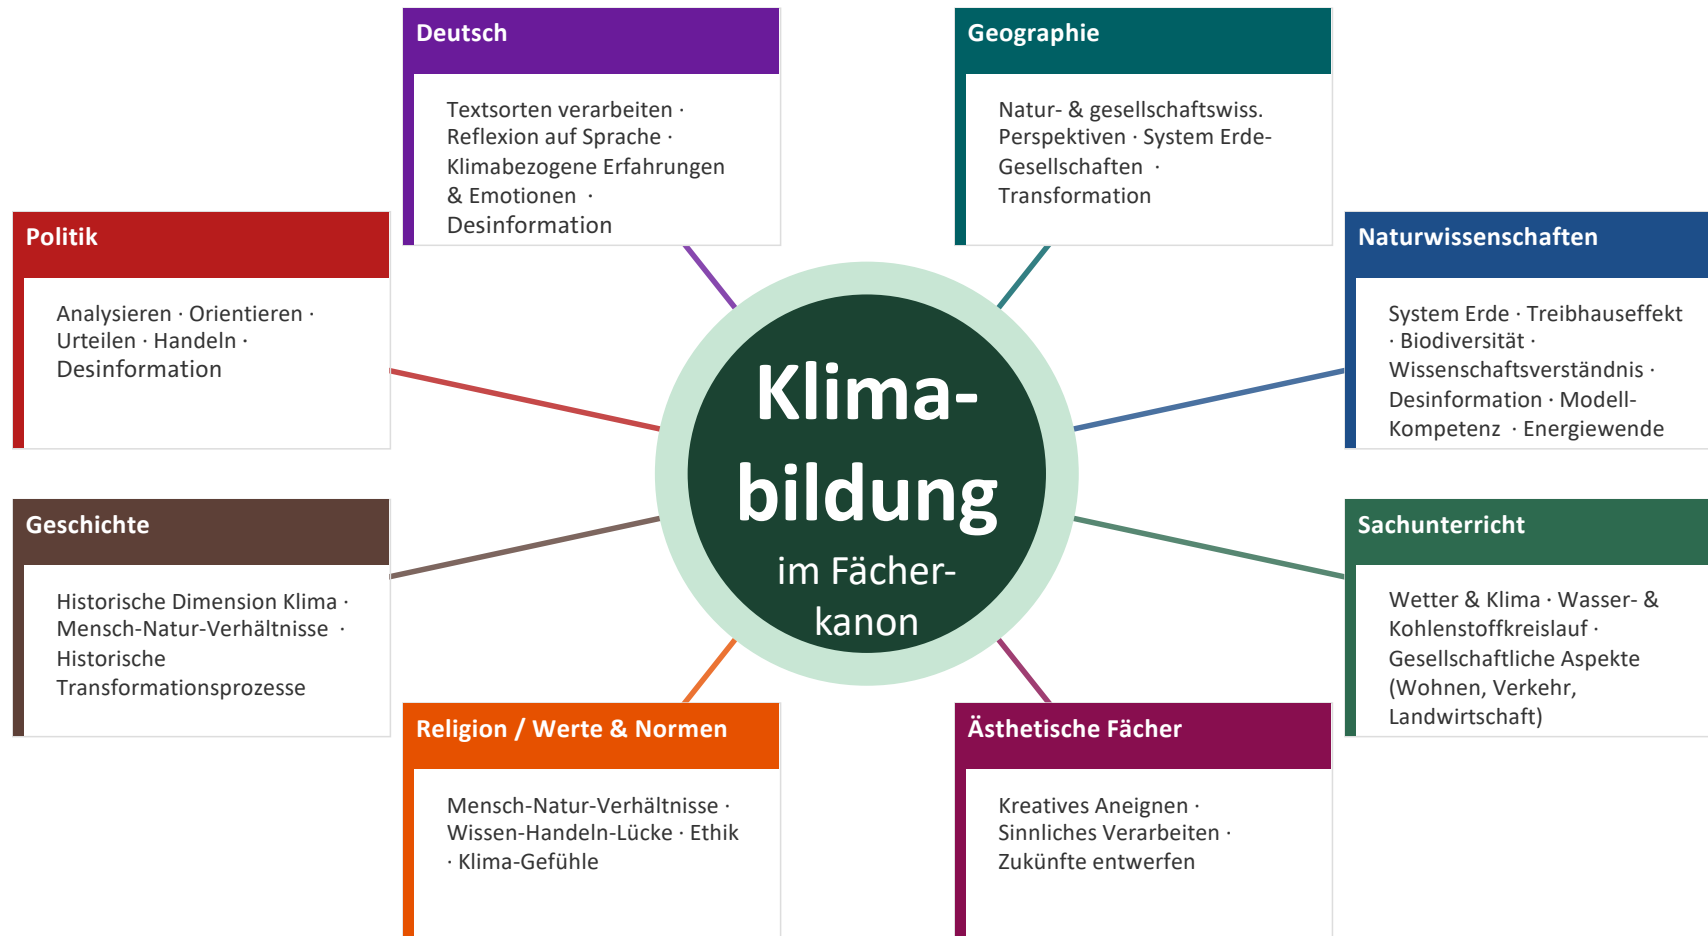 Deutsch
Textsorten verarbeiten ·
Reflexion auf Sprache ·
Klimabezogene Erfahrungen
& Emotionen ·
Desinformation
Geographie
Natur- & gesellschaftswiss.
Perspektiven · System Erde-
Gesellschaften ·
Transformation
Politik
Analysieren · Orientieren ·
Urteilen · Handeln ·
Desinformation
Naturwissenschaften
System Erde · Treibhauseffekt
· Biodiversität ·
Wissenschaftsverständnis ·
Desinformation · Modell-
Kompetenz · Energiewende
Klima-
bildung
im Fächer-
kanon
Geschichte
Historische Dimension Klima ·
Mensch-Natur-Verhältnisse ·
Historische
Transformationsprozesse
Sachunterricht
Wetter & Klima · Wasser- &
Kohlenstoffkreislauf ·
Gesellschaftliche Aspekte
(Wohnen, Verkehr,
Landwirtschaft)
Religion / Werte & Normen
Mensch-Natur-Verhältnisse ·
Wissen-Handeln-Lücke · Ethik
· Klima-Gefühle
Ästhetische Fächer
Kreatives Aneignen ·
Sinnliches Verarbeiten ·
Zukünfte entwerfen